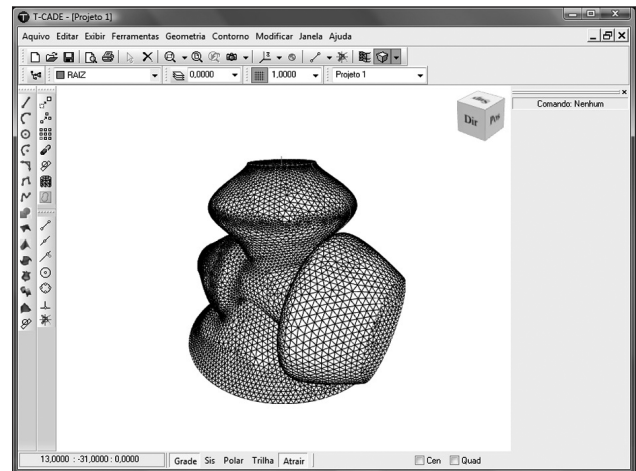 T-CADE - [Projeto 1]
Aquivo Editar Exibir Ferramentas Geometria Contorno Modificar Janela Ajuda
RAIZ 0,0000 1,0000 Projeto 1
Comando: Nenhum
Dir
13,0000 : -31,0000 : 0,0000 Grade Sis Polar Trilha Atrair Cen Quad